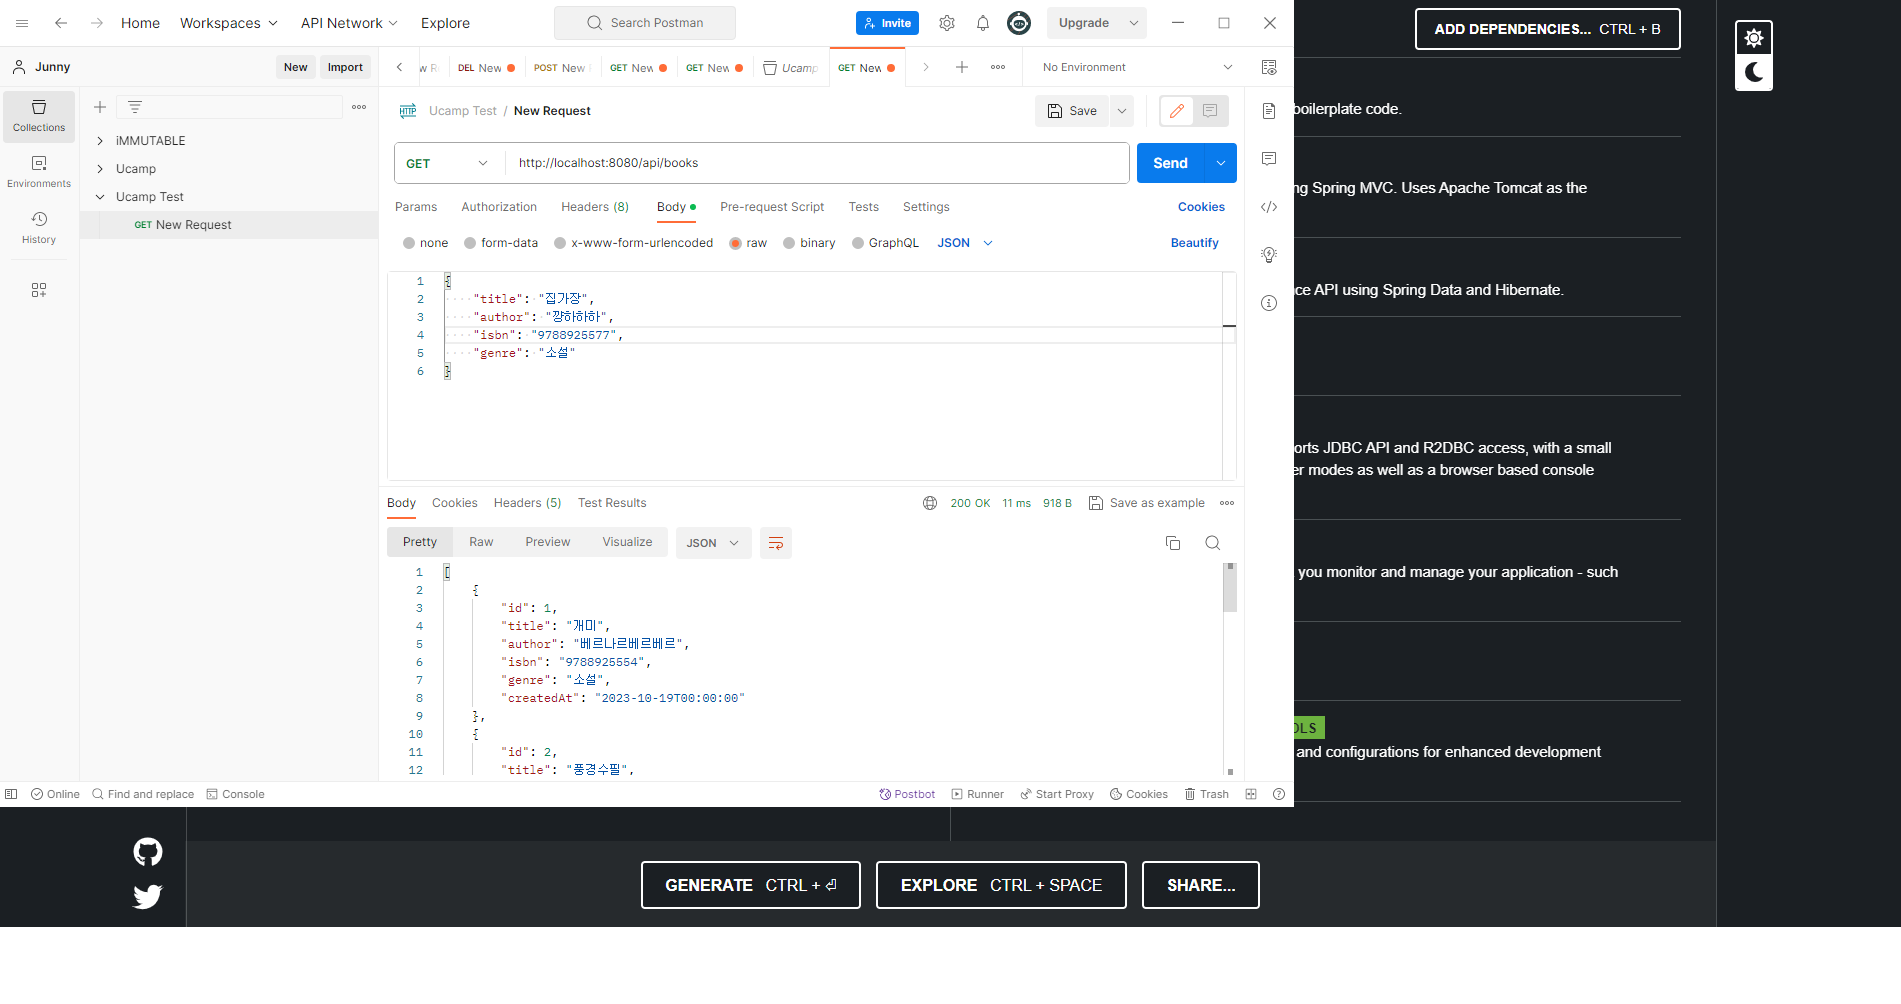 Home Workspaces API Network Explore Search Postman Invite Upgrade
Junny New Import
DEL New POST New GET New GET New Ucamp GET New No Environment
Collections
Environments
History
iMMUTABLE
Ucamp
Ucamp Test
GET New Request
HTTP Ucamp Test / New Request Save
GET http://localhost:8080/api/books Send
Params Authorization Headers (8) Body Pre-request Script Tests Settings Cookies
none form-data x-www-form-urlencoded raw binary GraphQL JSON Beautify
1 {
2 "title": "집가장",
3 "author": "꺙하하하",
4 "isbn": "9788925577",
5 "genre": "소설"
6 }
Body Cookies Headers (5) Test Results 200 OK 11 ms 918 B Save as example
Pretty Raw Preview Visualize JSON
1 [
2 {
3 "id": 1,
4 "title": "개미",
5 "author": "베르나르베르베르",
6 "isbn": "9788925554",
7 "genre": "소설",
8 "createdAt": "2023-10-19T00:00:00"
9 },
10 {
11 "id": 2,
12 "title": "풍경수필",
Online Find and replace Console Postbot Runner Start Proxy Cookies Trash
ADD DEPENDENCIES... CTRL + B
boilerplate code.
ng Spring MVC. Uses Apache Tomcat as the
ce API using Spring Data and Hibernate.
orts JDBC API and R2DBC access, with a small
er modes as well as a browser based console
you monitor and manage your application - such
OLS
and configurations for enhanced development
GENERATE CTRL + ⏎ EXPLORE CTRL + SPACE SHARE...